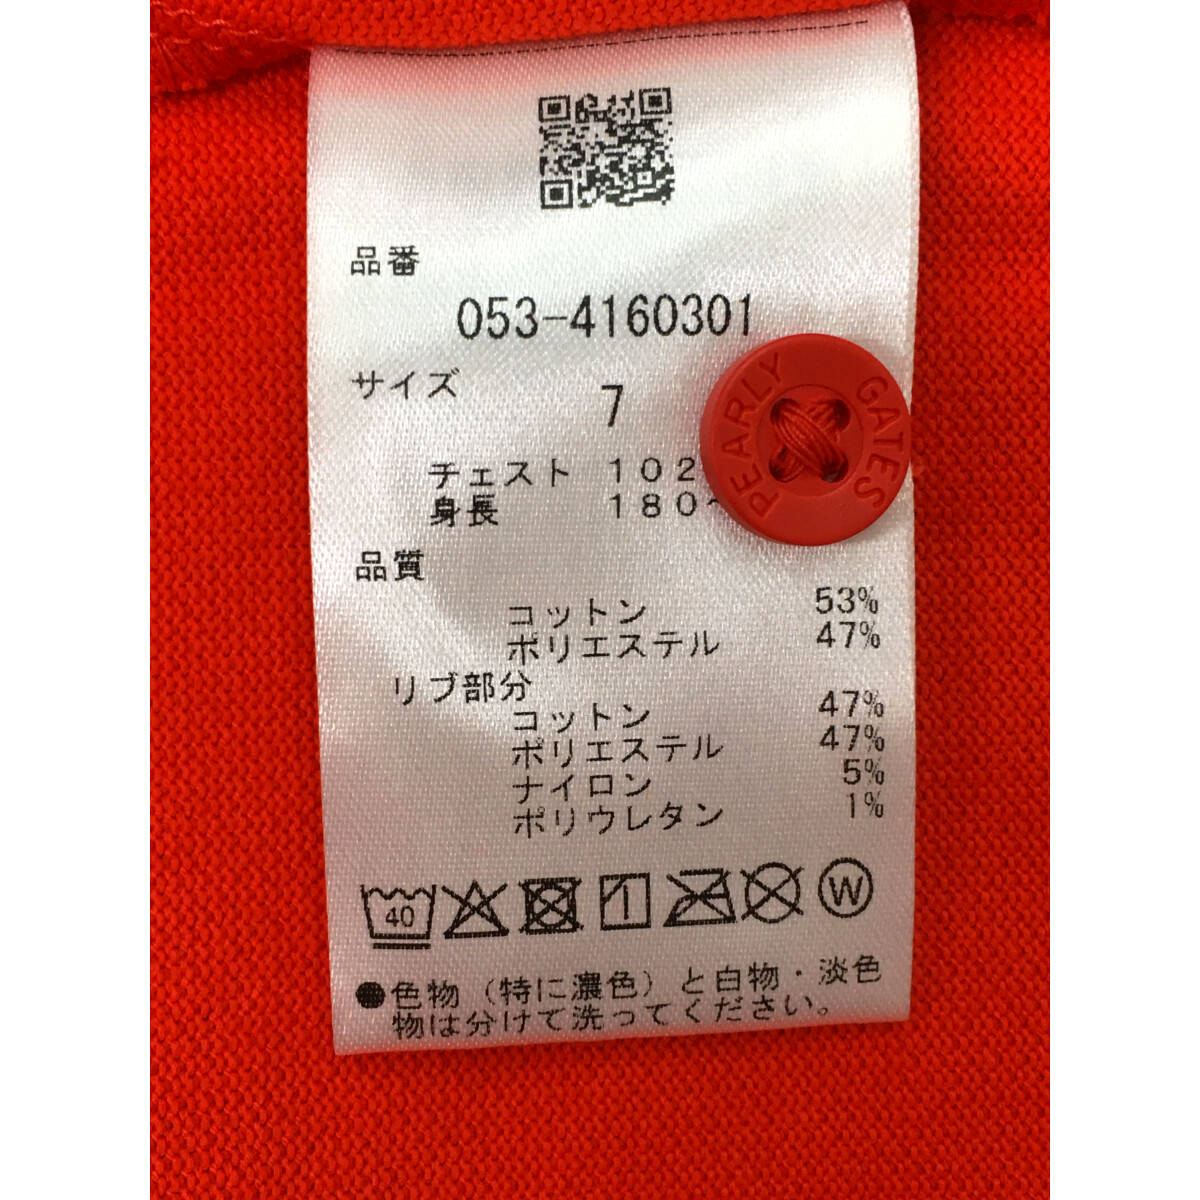 品番
053-4160301
サイズ
7
PEARLY GATES
チェスト 102
身長 180~
品質
コットン 53%
ポリエステル 47%
リブ部分
コットン 47%
ポリエステル 47%
ナイロン 5%
ポリウレタン 1%
40
W
●色物(特に濃色)と白物・淡色
物は分けて洗ってください。